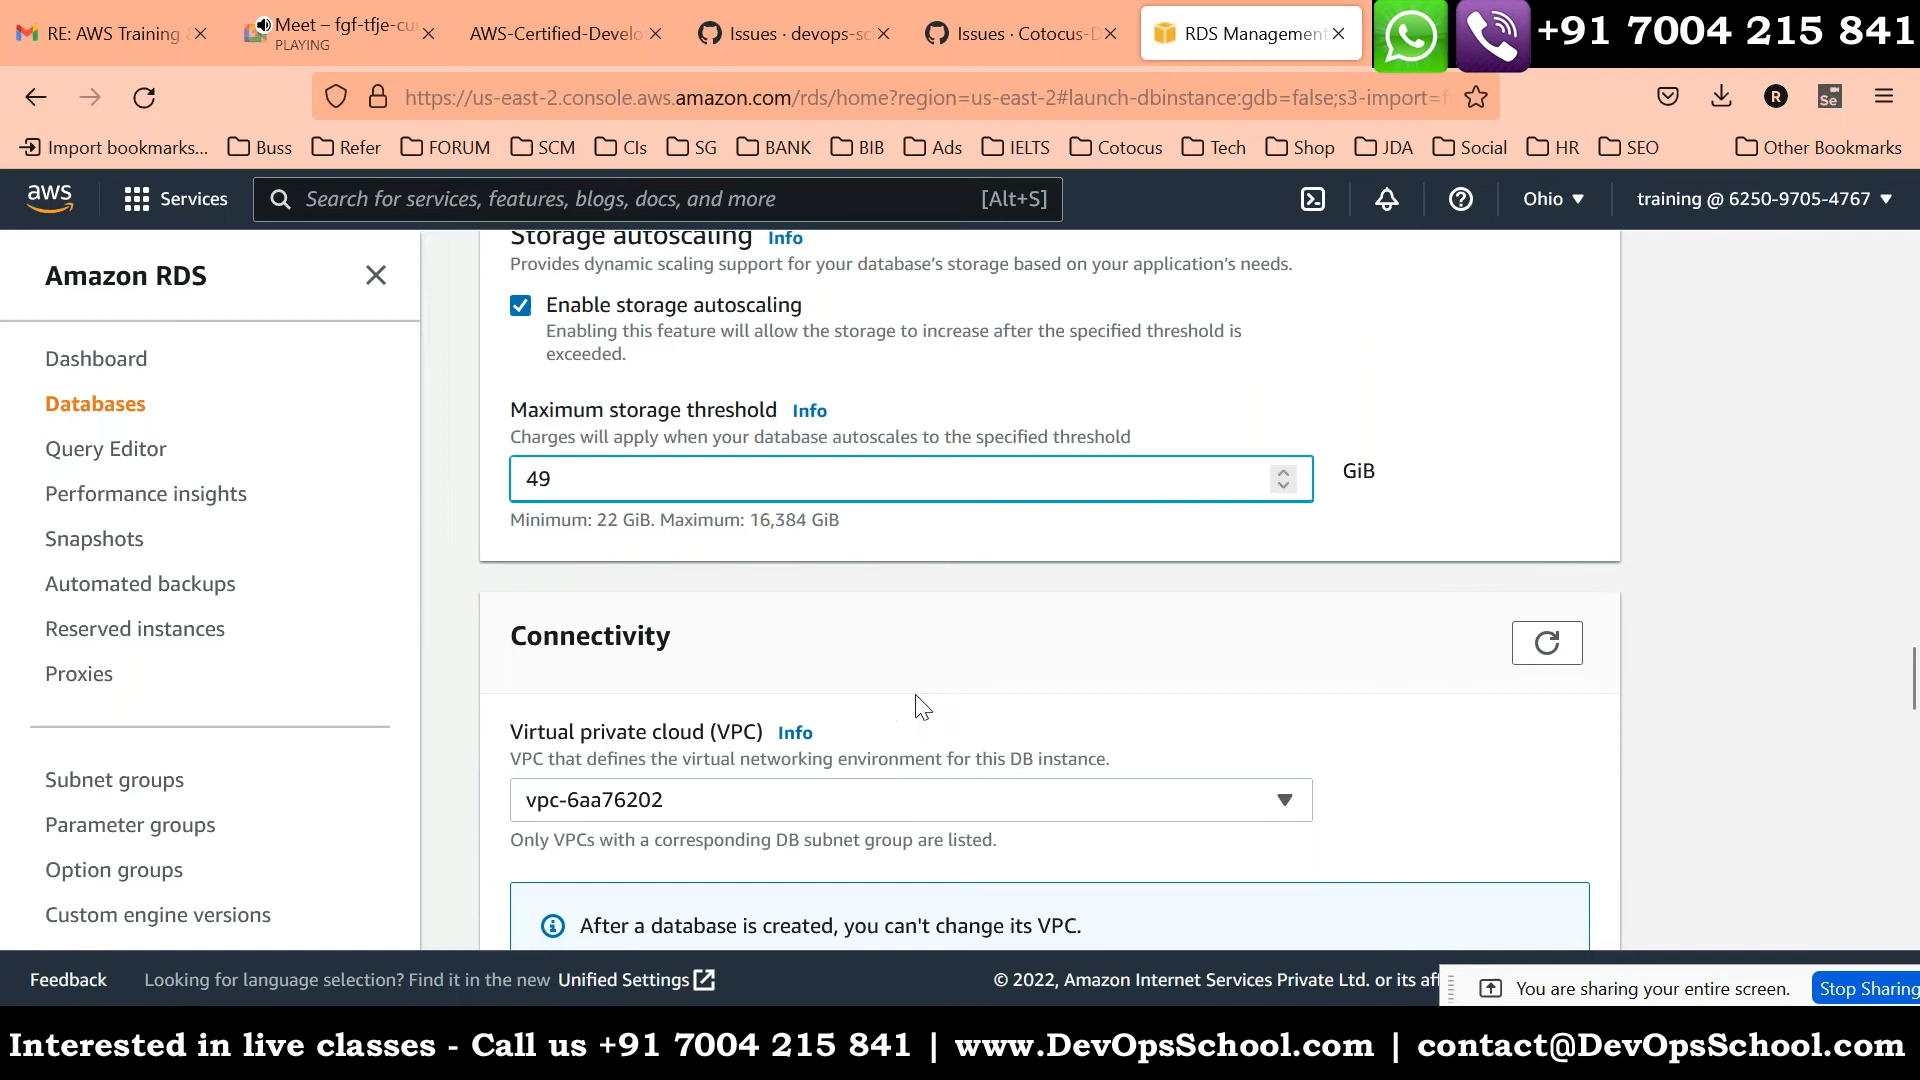 RE: AWS Training
Meet – fgf-tfje-cu
PLAYING
AWS-Certified-Develo
Issues · devops-sc
Issues · Cotocus-D
RDS Management
+91 7004 215 841
https://us-east-2.console.aws.amazon.com/rds/home?region=us-east-2#launch-dbinstance:gdb=false;s3-import=f
R
Se
Import bookmarks...
Buss
Refer
FORUM
SCM
Cls
SG
BANK
BIB
Ads
IELTS
Cotocus
Tech
Shop
JDA
Social
HR
SEO
Other Bookmarks
aws
Services
Search for services, features, blogs, docs, and more
[Alt+S]
Ohio
training @ 6250-9705-4767
Amazon RDS
Dashboard
Databases
Query Editor
Performance insights
Snapshots
Automated backups
Reserved instances
Proxies
Subnet groups
Parameter groups
Option groups
Custom engine versions
Storage autoscaling Info
Provides dynamic scaling support for your database's storage based on your application's needs.
Enable storage autoscaling
Enabling this feature will allow the storage to increase after the specified threshold is
exceeded.
Maximum storage threshold Info
Charges will apply when your database autoscales to the specified threshold
49
GiB
Minimum: 22 GiB. Maximum: 16,384 GiB
Connectivity
Virtual private cloud (VPC) Info
VPC that defines the virtual networking environment for this DB instance.
vpc-6aa76202
Only VPCs with a corresponding DB subnet group are listed.
After a database is created, you can't change its VPC.
Feedback
Looking for language selection? Find it in the new Unified Settings
© 2022, Amazon Internet Services Private Ltd. or its aff
You are sharing your entire screen.
Stop Sharing
Interested in live classes - Call us +91 7004 215 841 | www.DevOpsSchool.com | contact@DevOpsSchool.com